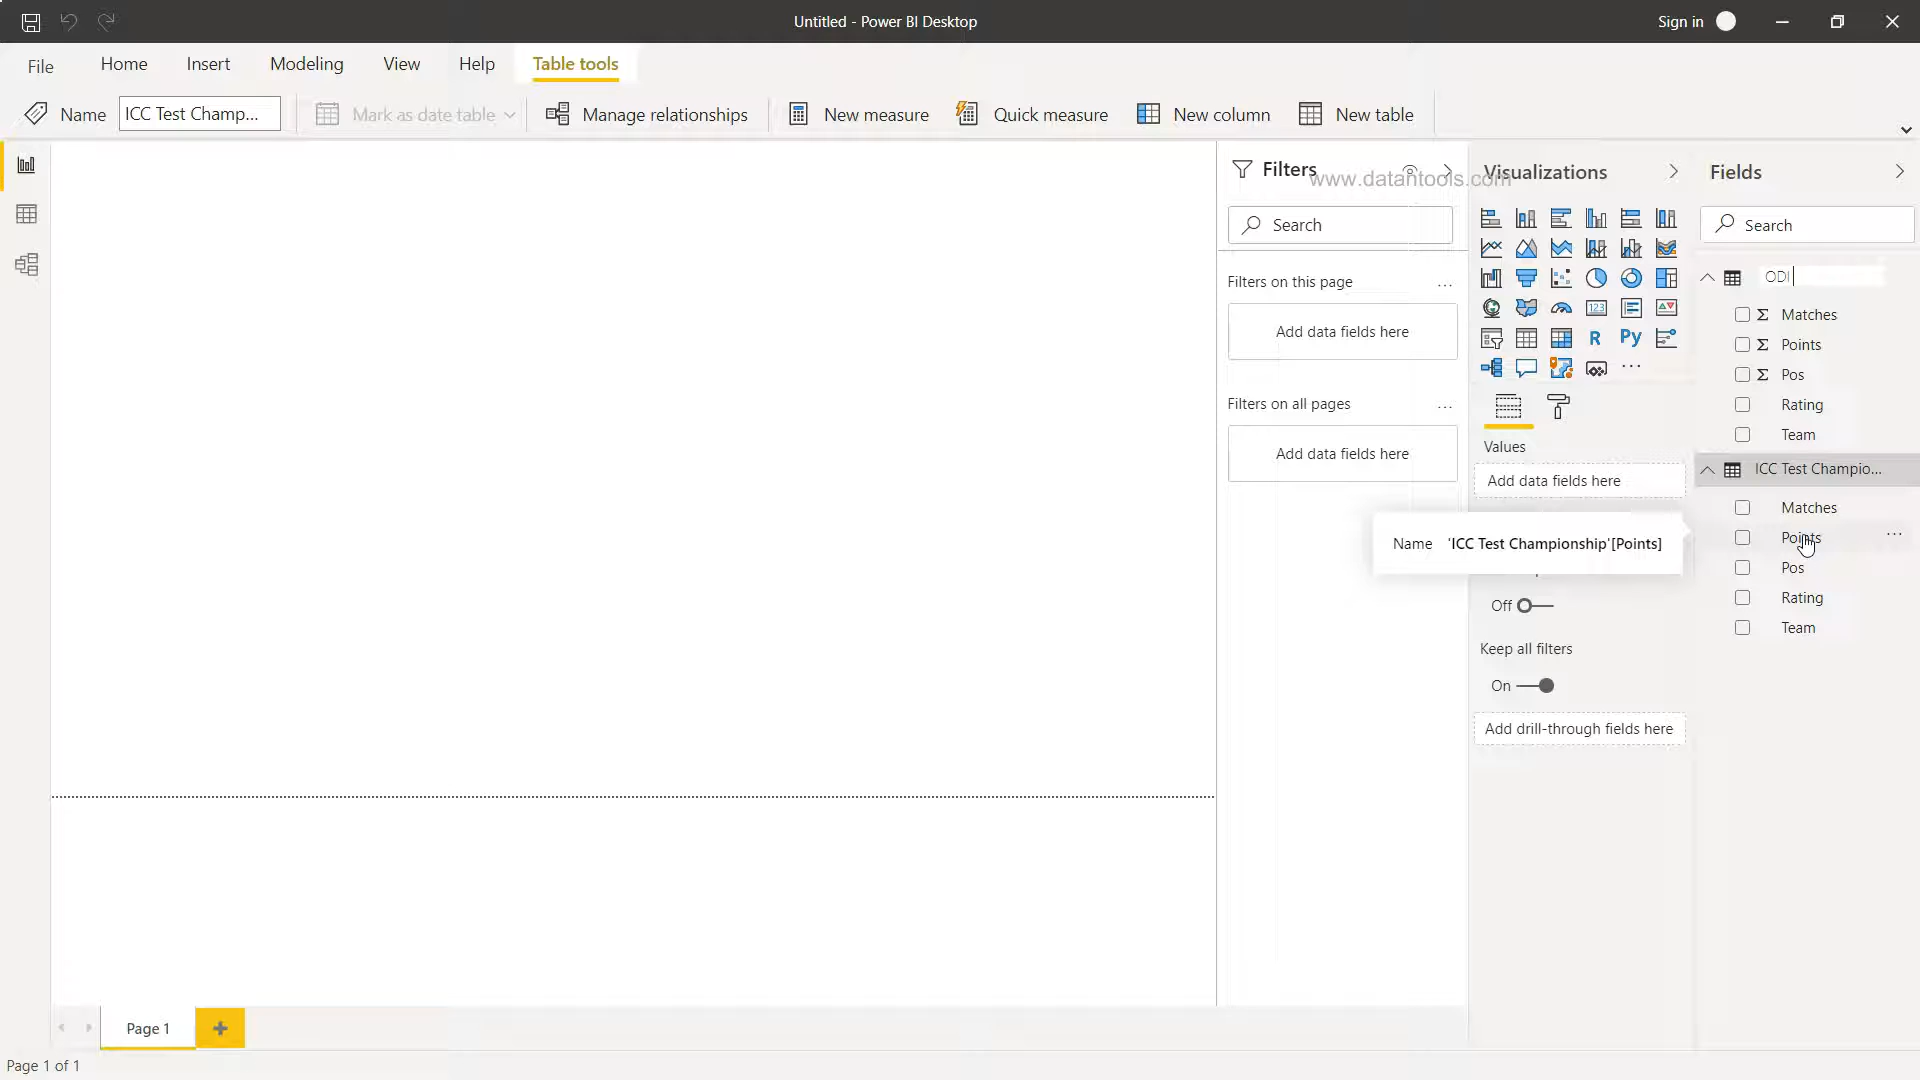 Untitled - Power BI Desktop
Sign in
File
Home
Insert
Modeling
View
Help
Table tools
Name
ICC Test Champ...
Mark as date table
Manage relationships
New measure
Quick measure
New column
New table
Filters
www.datantools.com
Search
Filters on this page
...
Add data fields here
Filters on all pages
...
Add data fields here
Visualizations
123
R
Py
...
Values
Add data fields here
Name 'ICC Test Championship'[Points]
Off
Keep all filters
On
Add drill-through fields here
Fields
Search
ODI
Σ Matches
Σ Points
Σ Pos
Rating
Team
ICC Test Champio...
Matches
Points
...
Pos
Rating
Team
Page 1
Page 1 of 1